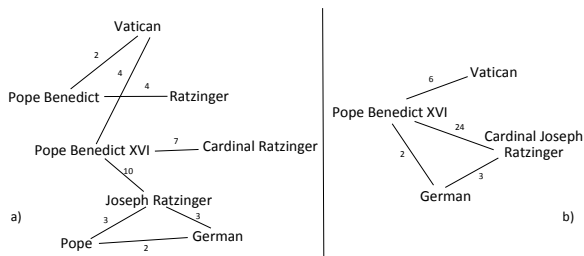 Vatican
2
4
Pope Benedict
4
Ratzinger
Pope Benedict XVI
7
Cardinal Ratzinger
10
Joseph Ratzinger
3
3
a)
Pope
2
German
6
Vatican
Pope Benedict XVI
24
Cardinal Joseph
Ratzinger
2
3
German
b)